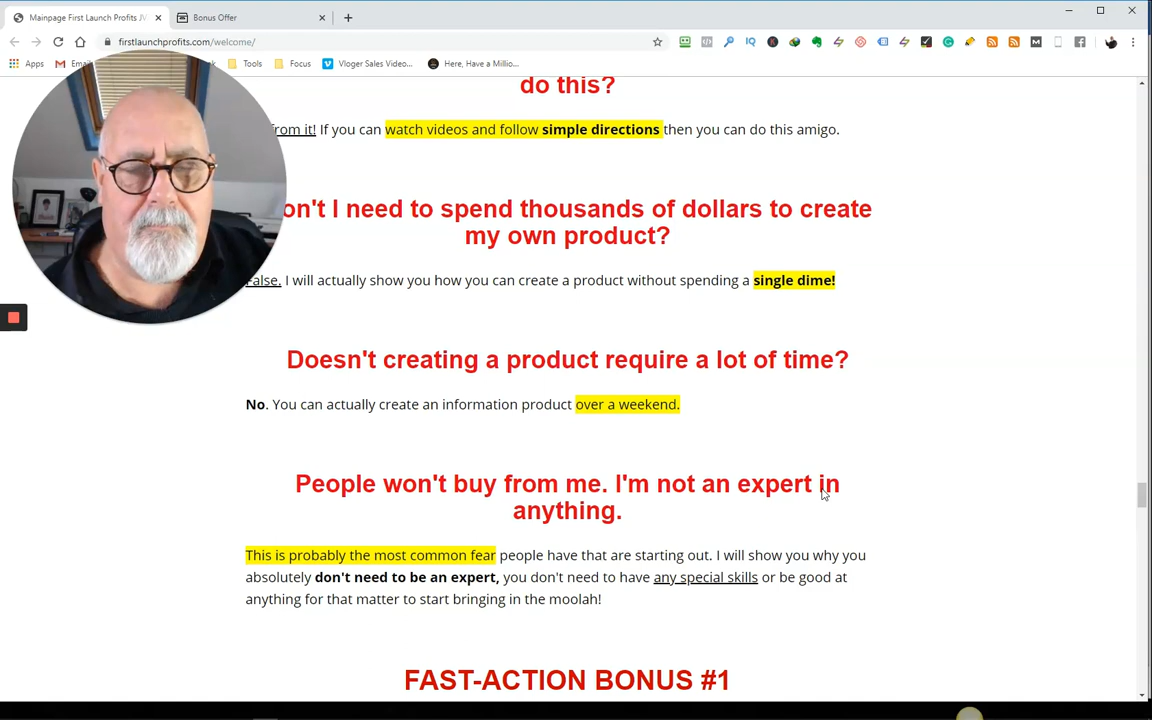 Mainpage First Launch Profits JV
Bonus Offer
firstlaunchprofits.com/welcome/
Apps
Tools
Focus
Vloger Sales Video...
Here, Have a Millio...
do this?
from it! If you can watch videos and follow simple directions then you can do this amigo.
on't I need to spend thousands of dollars to create
my own product?
False. I will actually show you how you can create a product without spending a single dime!
Doesn't creating a product require a lot of time?
No. You can actually create an information product over a weekend.
People won't buy from me. I'm not an expert in
anything.
This is probably the most common fear people have that are starting out. I will show you why you
absolutely don't need to be an expert, you don't need to have any special skills or be good at
anything for that matter to start bringing in the moolah!
FAST-ACTION BONUS #1